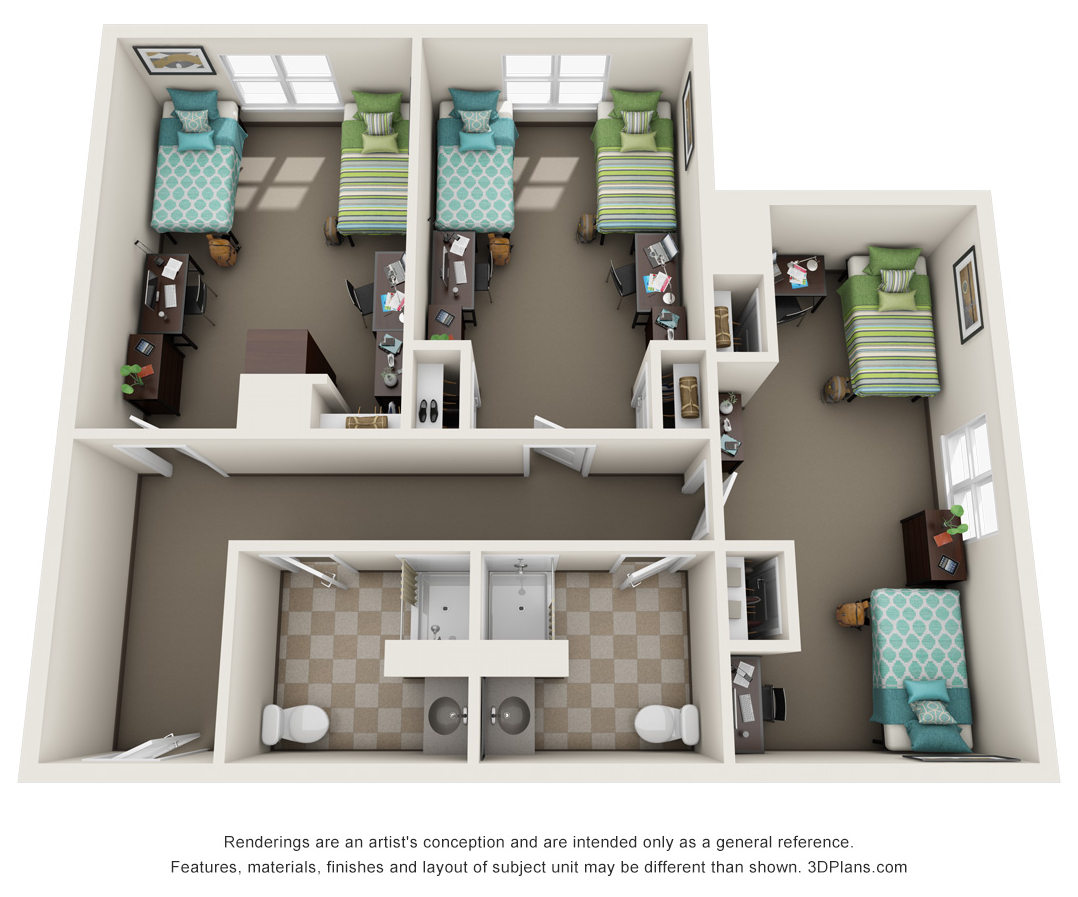 Renderings are an artist's conception and are intended only as a general reference.
Features, materials, finishes and layout of subject unit may be different than shown. 3DPlans.com